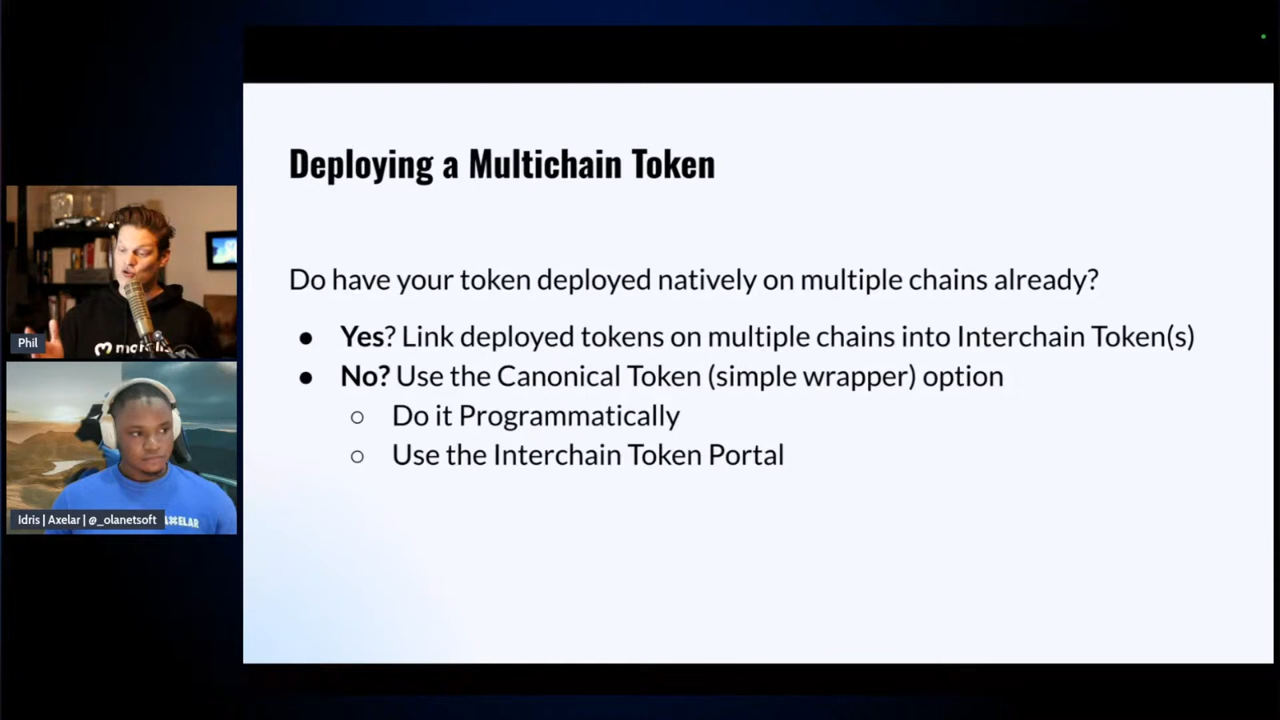 Deploying a Multichain Token
Do have your token deployed natively on multiple chains already?
● Yes? Link deployed tokens on multiple chains into Interchain Token(s)
● No? Use the Canonical Token (simple wrapper) option
○ Do it Programmatically
○ Use the Interchain Token Portal
Phil
Idris | Axelar | @_olanetsoft